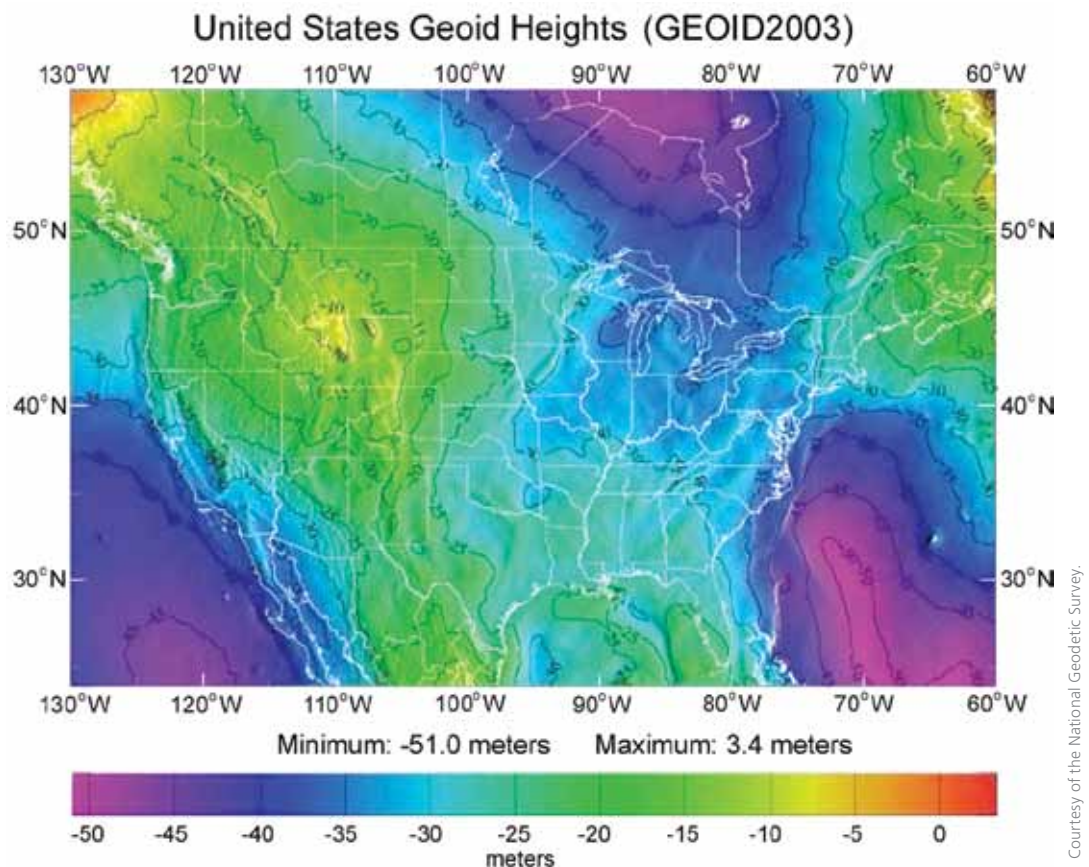 United States Geoid Heights (GEOID2003)
130°W 120°W 110°W 100°W 90°W 80°W 70°W 60°W
50°N 50°N
40°N 40°N
30°N 30°N
130°W 120°W 110°W 100°W 90°W 80°W 70°W 60°W
Minimum: -51.0 meters Maximum: 3.4 meters
-50 -45 -40 -35 -30 -25 -20 -15 -10 -5 0
meters
Courtesy of the National Geodetic Survey.